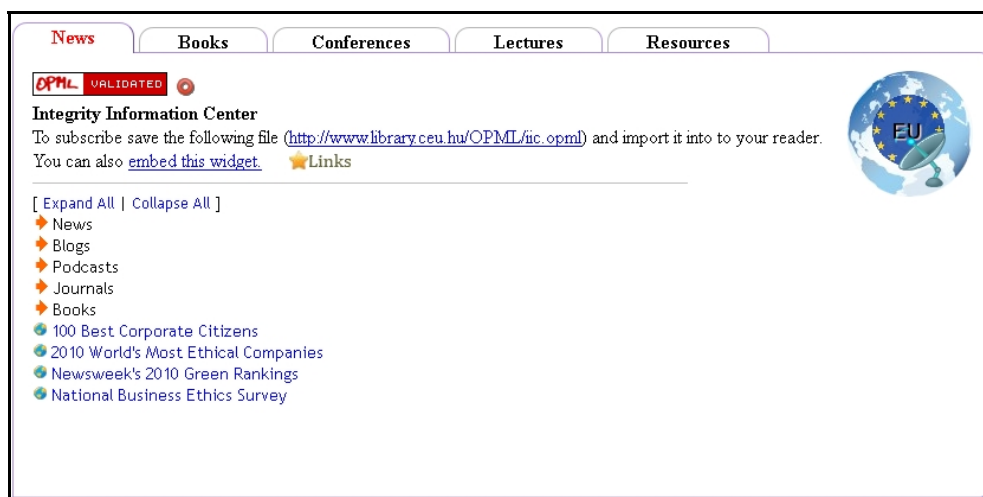 News Books Conferences Lectures Resources
OPML VALIDATED
Integrity Information Center
To subscribe save the following file (http://www.library.ceu.hu/OPML/iic.opml) and import it into to your reader.
You can also embed this widget. Links
EU
[ Expand All | Collapse All ]
News
Blogs
Podcasts
Journals
Books
100 Best Corporate Citizens
2010 World's Most Ethical Companies
Newsweek's 2010 Green Rankings
National Business Ethics Survey